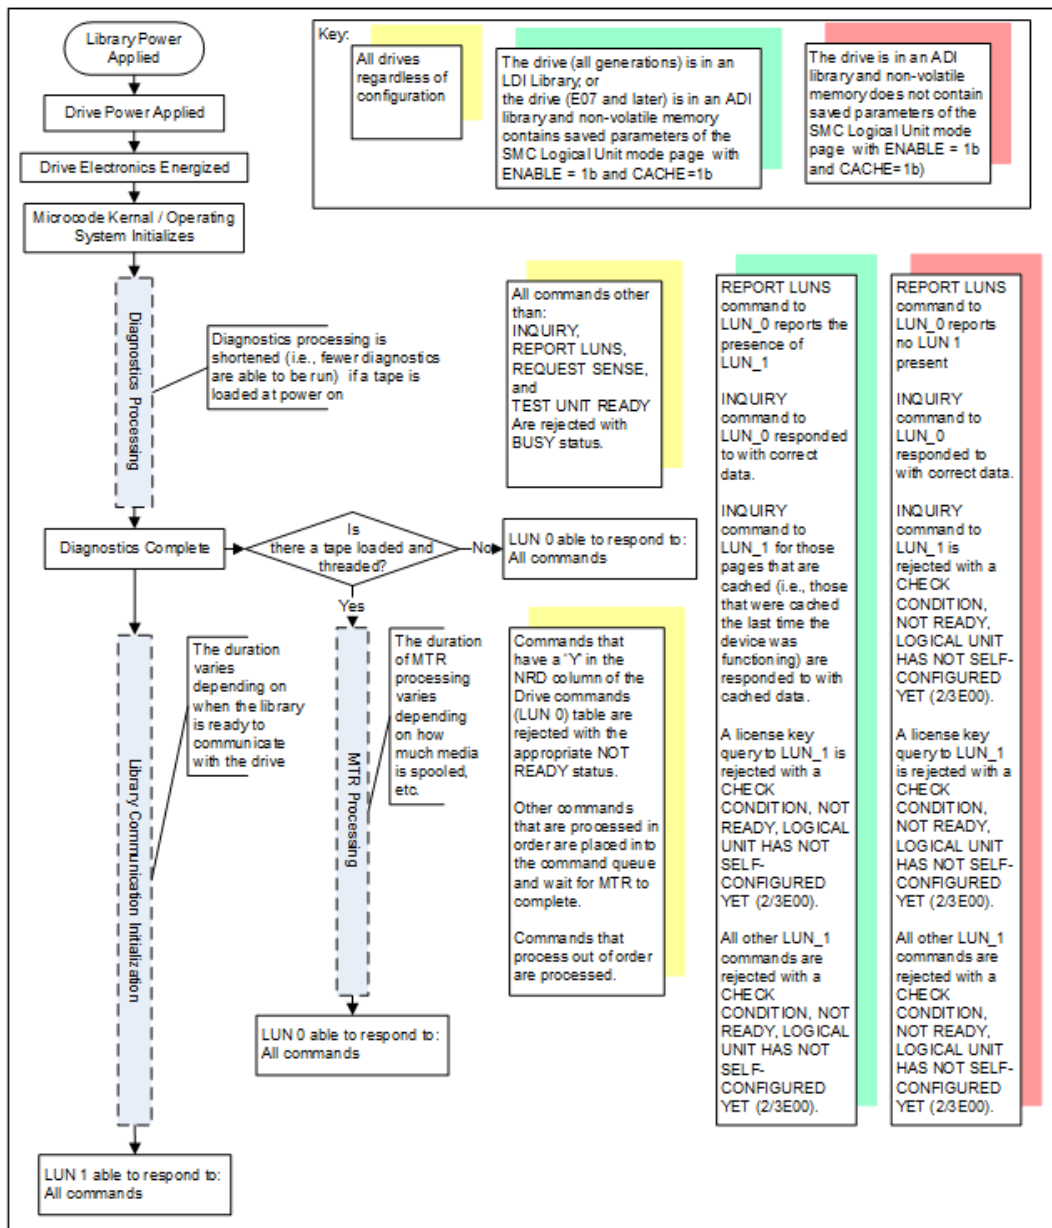 Library Power
Applied
Drive Power Applied
Drive Electronics Energized
Microcode Kernal / Operating
System Initializes
Key:
All drives
regardless of
configuration
The drive (all generations) is in an
LDI Library; or
the drive (E07 and later) is in an ADI
library and non-volatile memory
contains saved parameters of the
SMC Logical Unit mode page with
ENABLE = 1b and CACHE=1b
The drive is in an ADI
library and non-volatile
memory does not contain
saved parameters of the
SMC Logical Unit mode
page with ENABLE = 1b
and CACHE=1b)
Diagnostics Processing
Diagnostics processing is
shortened (i.e., fewer diagnostics
are able to be run) if a tape is
loaded at power on
All commands other
than:
INQUIRY,
REPORT LUNS,
REQUEST SENSE,
and
TEST UNIT READY
Are rejected with
BUSY status.
Diagnostics Complete
Is
there a tape loaded and
threaded?
No
LUN 0 able to respond to:
All commands
Yes
Library Communication Initialization
The duration
varies
depending on
when the library
is ready to
communicate
with the drive
MTR Processing
The duration
of MTR
processing
varies
depending
on how
much media
is spooled,
etc.
Commands that
have a 'Y' in the
NRD column of the
Drive commands
(LUN 0) table are
rejected with the
appropriate NOT
READY status.
Other commands
that are processed in
order are placed into
the command queue
and wait for MTR to
complete.
Commands that
process out of order
are processed.
LUN 0 able to respond to:
All commands
LUN 1 able to respond to:
All commands
REPORT LUNS
command to
LUN_0 reports the
presence of
LUN_1
INQUIRY
command to
LUN_0 responded
to with correct
data.
INQUIRY
command to
LUN_1 for those
pages that are
cached (i.e., those
that were cached
the last time the
device was
functioning) are
responded to with
cached data.
A license key
query to LUN_1 is
rejected with a
CHECK
CONDITION, NOT
READY, LOGICAL
UNIT HAS NOT
SELF-
CONFIGURED
YET (2/3E00).
All other LUN_1
commands are
rejected with a
CHECK
CONDITION, NOT
READY, LOGICAL
UNIT HAS NOT
SELF-
CONFIGURED
YET (2/3E00).
REPORT LUNS
command to
LUN_0 reports
no LUN 1
present
INQUIRY
command to
LUN_0
responded to
with correct data.
INQUIRY
command to
LUN_1 is
rejected with a
CHECK
CONDITION,
NOT READY,
LOGICAL UNIT
HAS NOT SELF-
CONFIGURED
YET (2/3E00).
A license key
query to LUN_1
is rejected with a
CHECK
CONDITION,
NOT READY,
LOGICAL UNIT
HAS NOT SELF-
CONFIGURED
YET (2/3E00).
All other LUN_1
commands are
rejected with a
CHECK
CONDITION,
NOT READY,
LOGICAL UNIT
HAS NOT SELF-
CONFIGURED
YET (2/3E00).